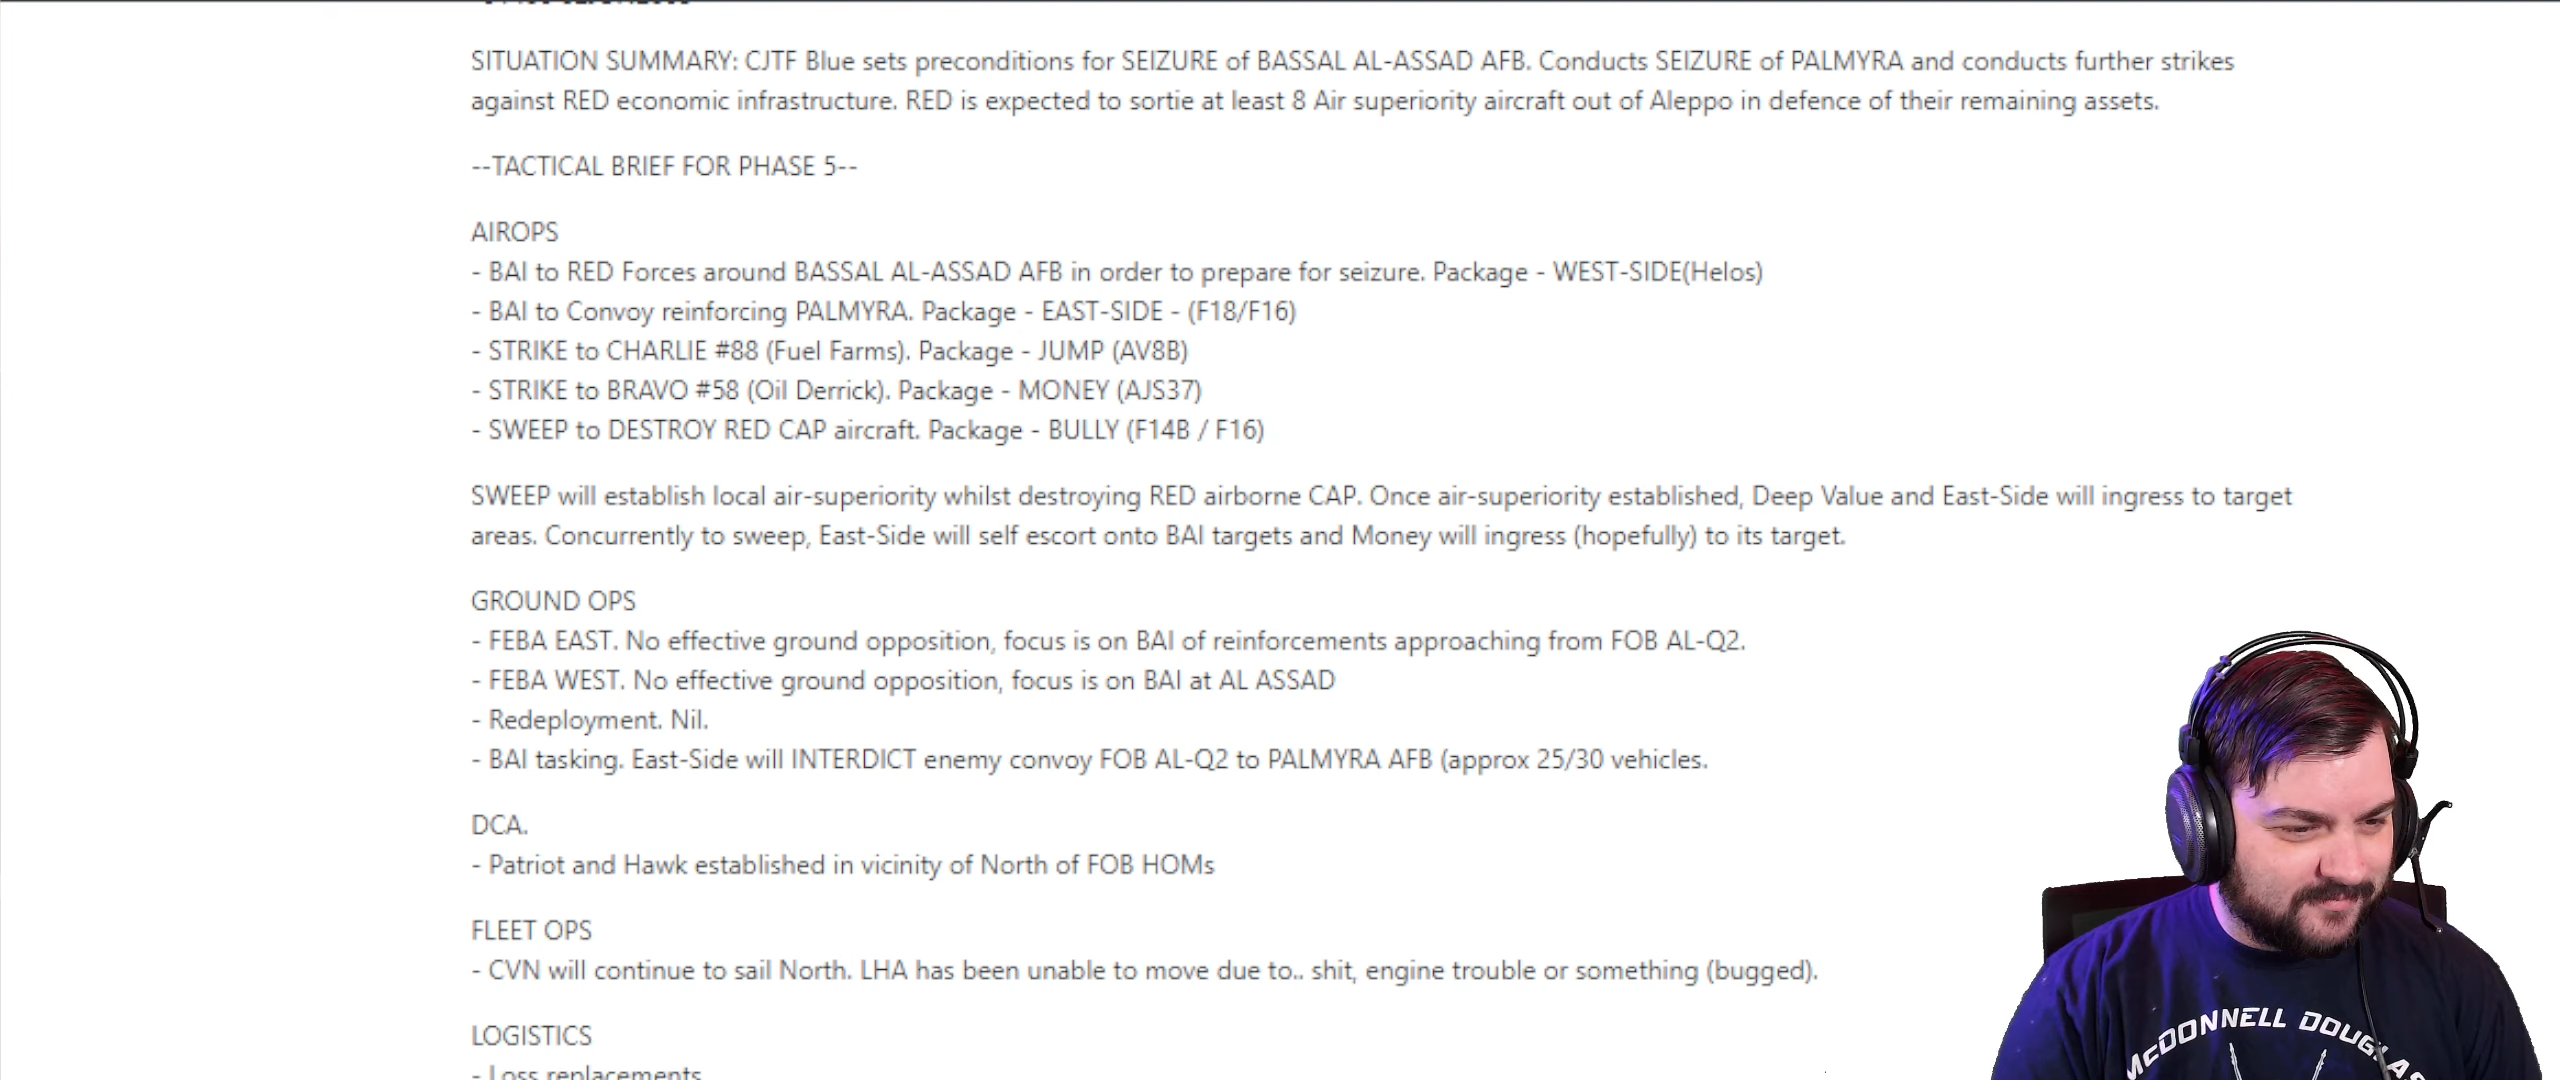 SITUATION SUMMARY: CJTF Blue sets preconditions for SEIZURE of BASSAL AL-ASSAD AFB. Conducts SEIZURE of PALMYRA and conducts further strikes
against RED economic infrastructure. RED is expected to sortie at least 8 Air superiority aircraft out of Aleppo in defence of their remaining assets.
--TACTICAL BRIEF FOR PHASE 5--
AIROPS
- BAI to RED Forces around BASSAL AL-ASSAD AFB in order to prepare for seizure. Package - WEST-SIDE(Helos)
- BAI to Convoy reinforcing PALMYRA. Package - EAST-SIDE - (F18/F16)
- STRIKE to CHARLIE #88 (Fuel Farms). Package - JUMP (AV8B)
- STRIKE to BRAVO #58 (Oil Derrick). Package - MONEY (AJS37)
- SWEEP to DESTROY RED CAP aircraft. Package - BULLY (F14B / F16)
SWEEP will establish local air-superiority whilst destroying RED airborne CAP. Once air-superiority established, Deep Value and East-Side will ingress to target
areas. Concurrently to sweep, East-Side will self escort onto BAI targets and Money will ingress (hopefully) to its target.
GROUND OPS
- FEBA EAST. No effective ground opposition, focus is on BAI of reinforcements approaching from FOB AL-Q2.
- FEBA WEST. No effective ground opposition, focus is on BAI at AL ASSAD
- Redeployment. Nil.
- BAI tasking. East-Side will INTERDICT enemy convoy FOB AL-Q2 to PALMYRA AFB (approx 25/30 vehicles.
DCA.
- Patriot and Hawk established in vicinity of North of FOB HOMs
FLEET OPS
- CVN will continue to sail North. LHA has been unable to move due to.. shit, engine trouble or something (bugged).
LOGISTICS
- Loss replacements
MCDONNELL DOUGLAS